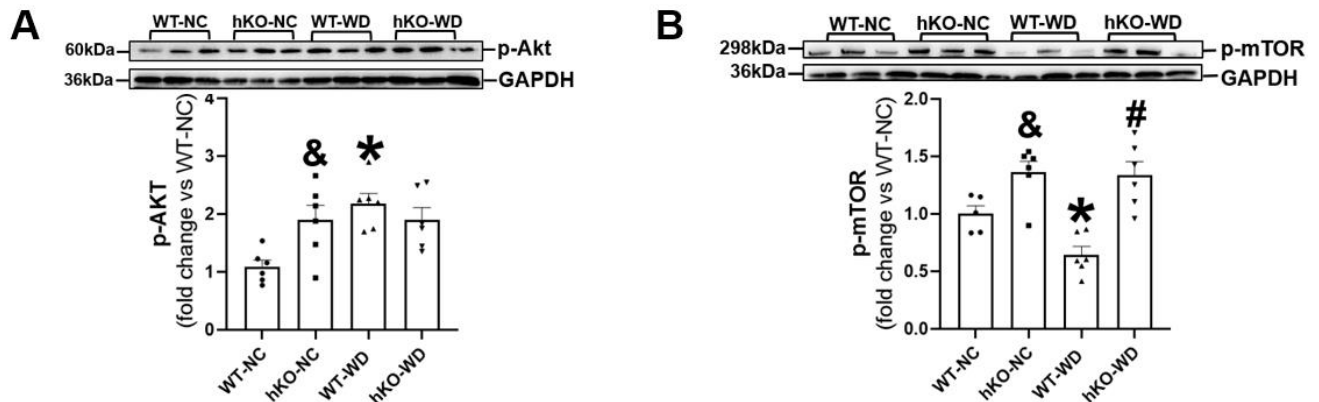 A
WT-NC hKO-NC WT-WD hKO-WD
60kDa p-Akt
36kDa GAPDH
p-AKT
(fold change vs WT-NC)
4
3
2
1
0
&
*
WT-NC
hKO-NC
WT-WD
hKO-WD
B
WT-NC hKO-NC WT-WD hKO-WD
298kDa p-mTOR
36kDa GAPDH
p-mTOR
(fold change vs WT-NC)
2.0
1.5
1.0
0.5
0.0
&
*
#
WT-NC
hKO-NC
WT-WD
hKO-WD